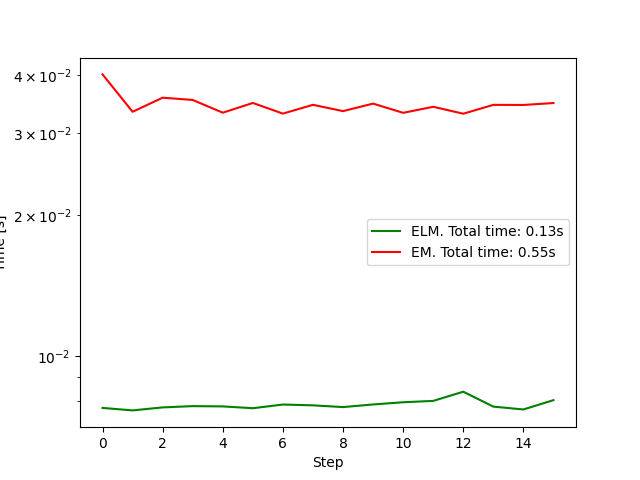 4 × 10⁻²
3 × 10⁻²
2 × 10⁻²
10⁻²
ELM. Total time: 0.13s
EM. Total time: 0.55s
0 2 4 6 8 10 12 14
Step